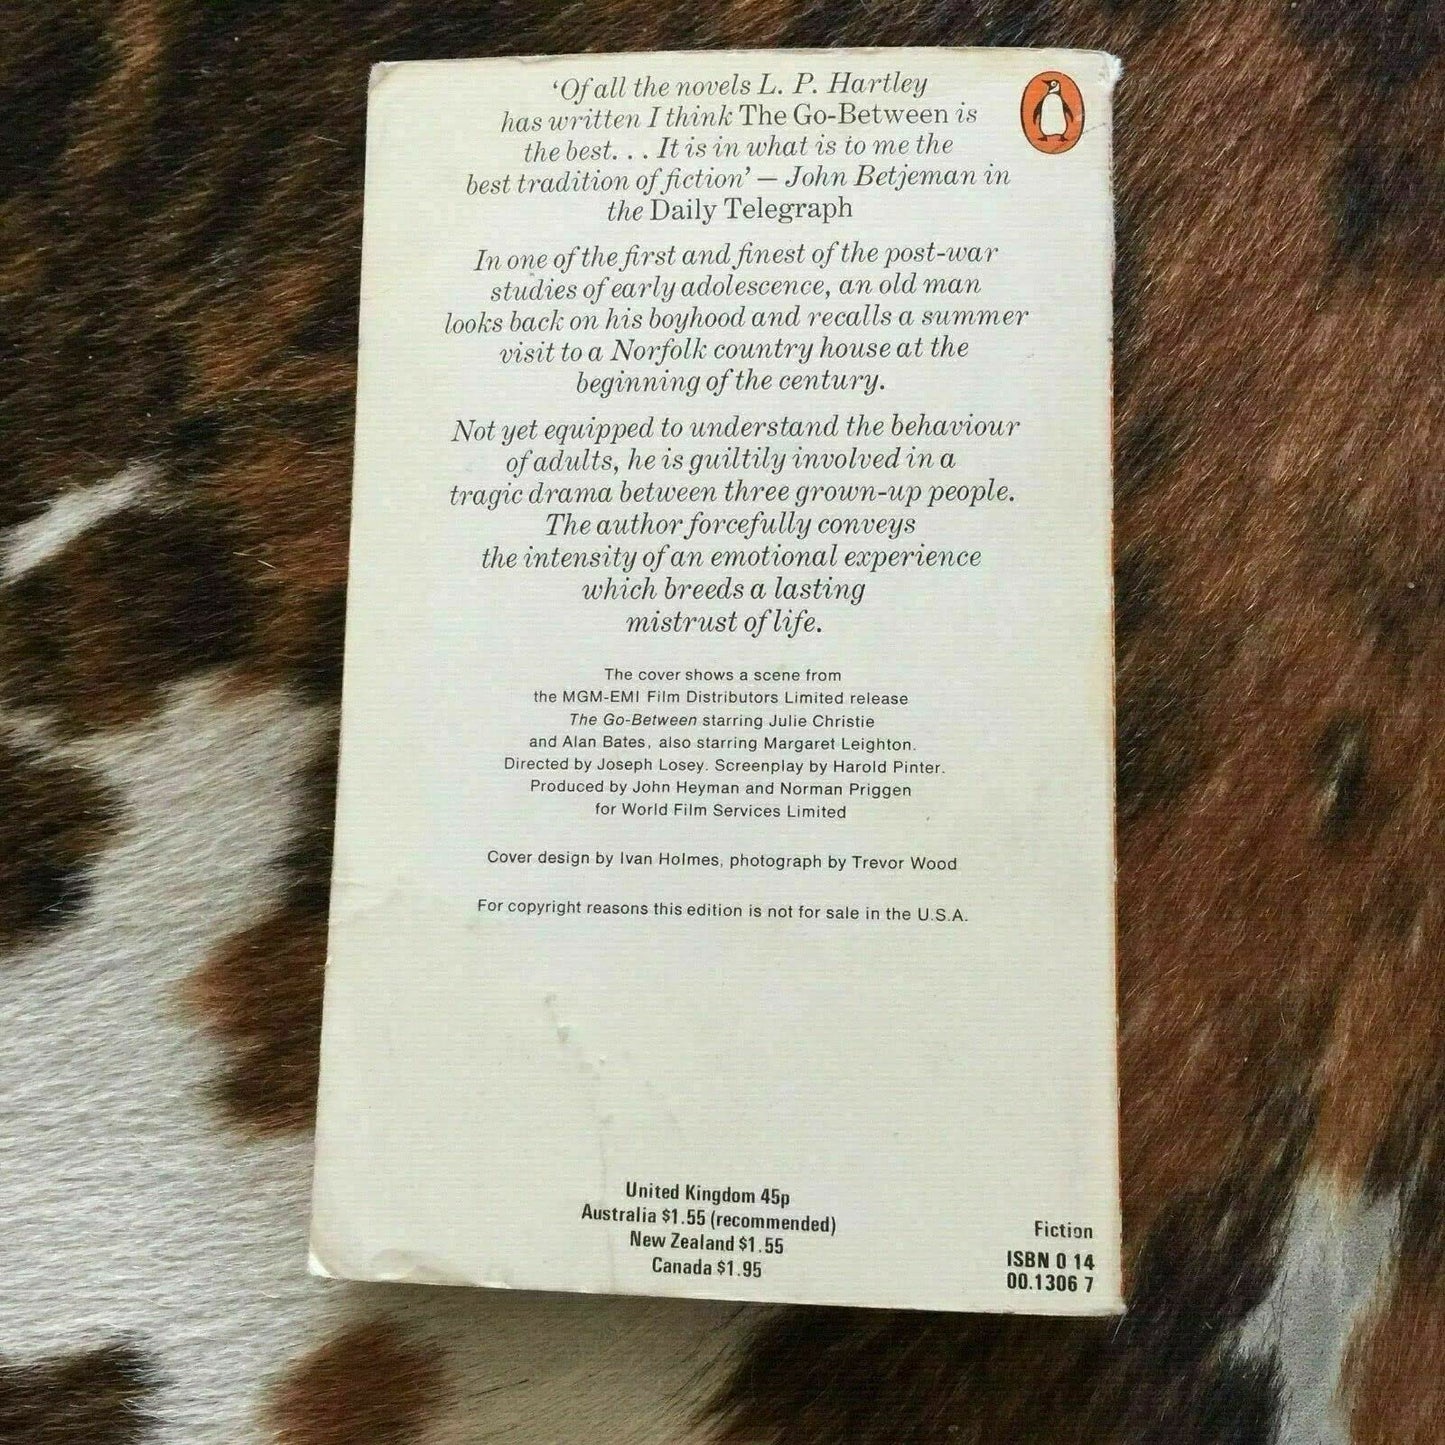 ‘Of all the novels L. P. Hartley
has written I think The Go-Between is
the best. . . It is in what is to me the
best tradition of fiction’ – John Betjeman in
the Daily Telegraph
In one of the first and finest of the post-war
studies of early adolescence, an old man
looks back on his boyhood and recalls a summer
visit to a Norfolk country house at the
beginning of the century.
Not yet equipped to understand the behaviour
of adults, he is guiltily involved in a
tragic drama between three grown-up people.
The author forcefully conveys
the intensity of an emotional experience
which breeds a lasting
mistrust of life.
The cover shows a scene from
the MGM-EMI Film Distributors Limited release
The Go-Between starring Julie Christie
and Alan Bates, also starring Margaret Leighton.
Directed by Joseph Losey. Screenplay by Harold Pinter.
Produced by John Heyman and Norman Priggen
for World Film Services Limited
Cover design by Ivan Holmes, photograph by Trevor Wood
For copyright reasons this edition is not for sale in the U.S.A.
United Kingdom 45p
Australia $1.55 (recommended)
New Zealand $1.55
Canada $1.95
Fiction
ISBN 0 14
00.1306 7